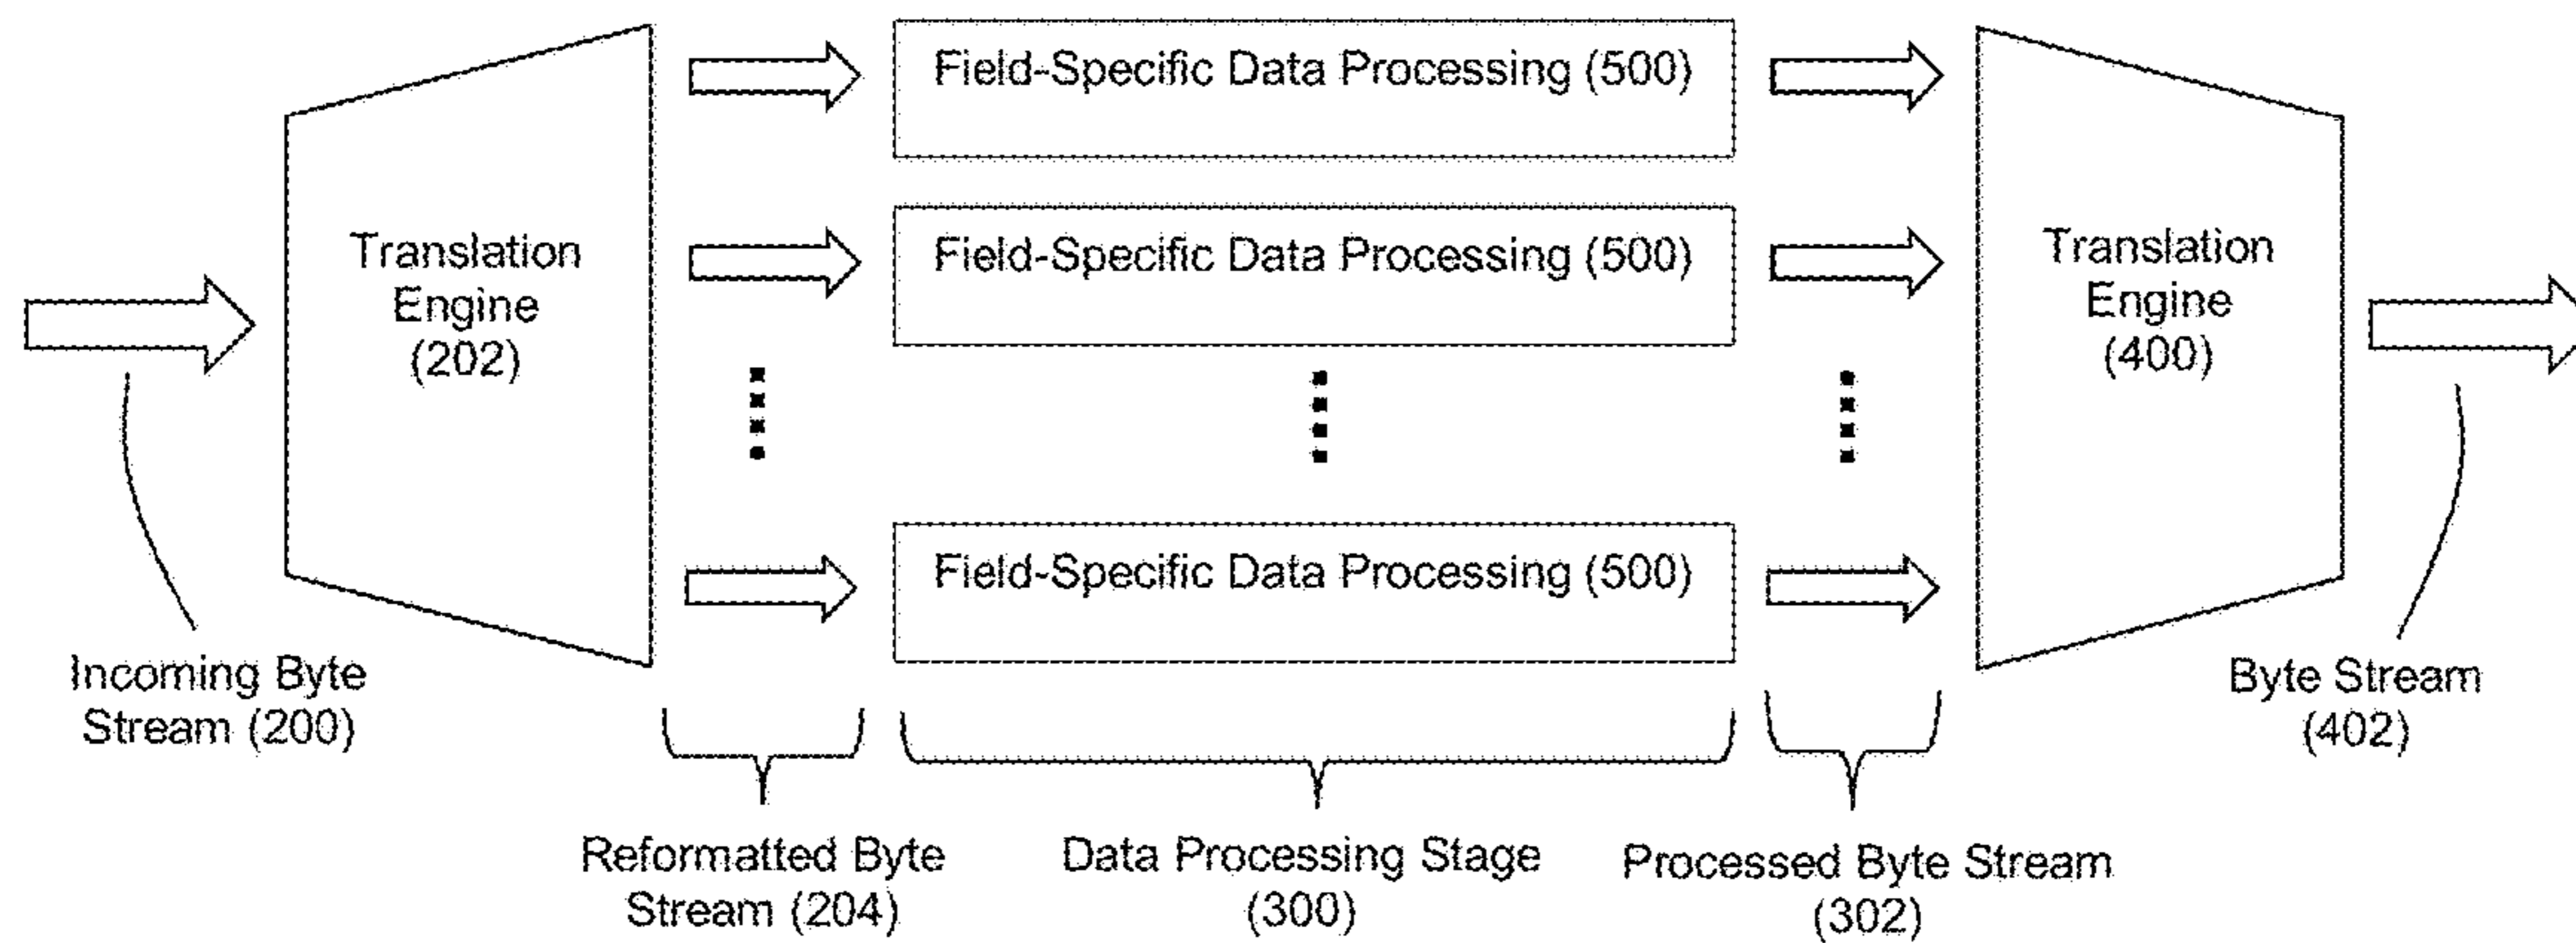 Field-Specific Data Processing (500)
Translation
Engine
(202)
Field-Specific Data Processing (500)
Translation
Engine
(400)
Field-Specific Data Processing (500)
Incoming Byte
Stream (200)
Byte Stream
(402)
Reformatted Byte
Stream (204)
Data Processing Stage
(300)
Processed Byte Stream
(302)